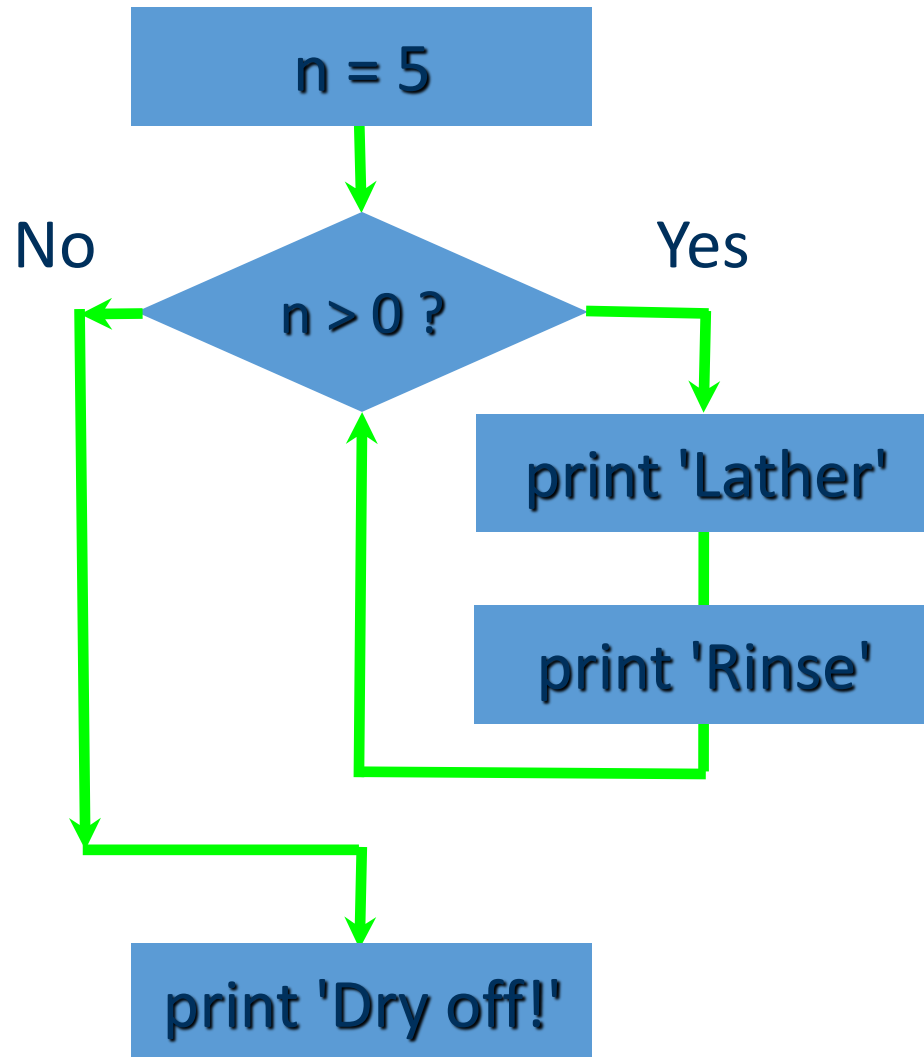 n = 5
No
Yes
n > 0 ?
print 'Lather'
print 'Rinse'
print 'Dry off!'